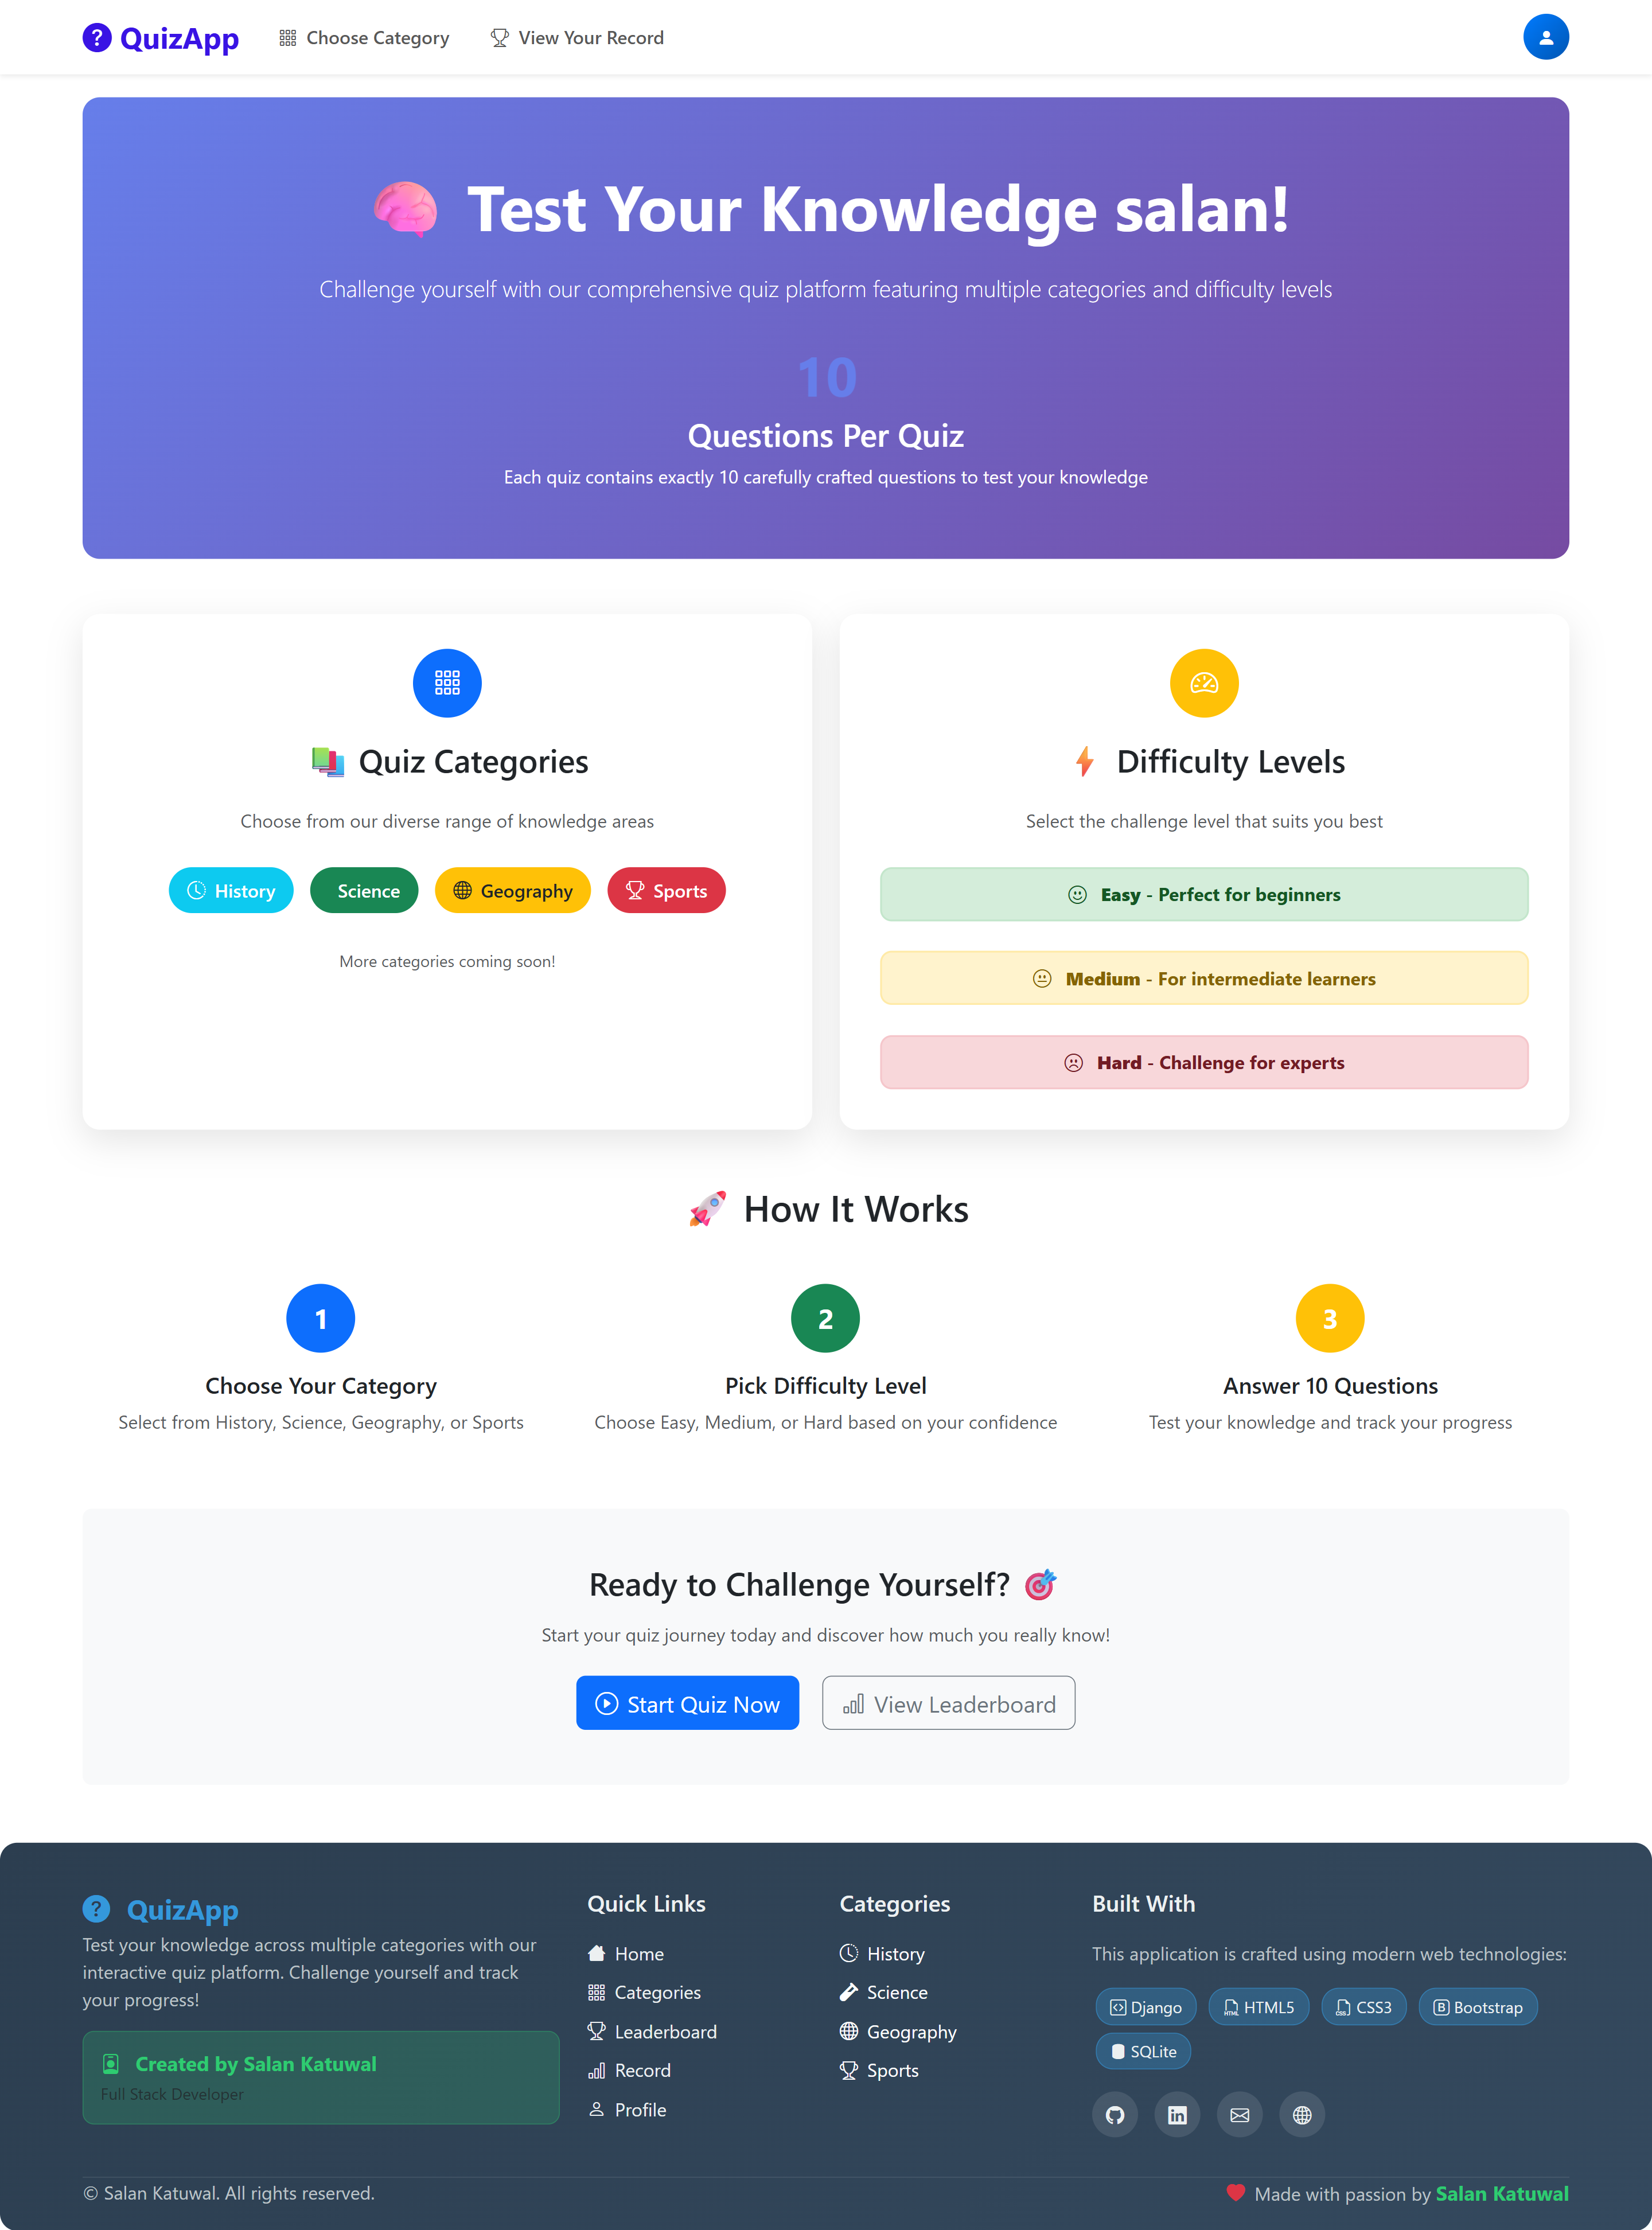 QuizApp
Choose Category
View Your Record
Test Your Knowledge salan!
Challenge yourself with our comprehensive quiz platform featuring multiple categories and difficulty levels
10
Questions Per Quiz
Each quiz contains exactly 10 carefully crafted questions to test your knowledge
Quiz Categories
Choose from our diverse range of knowledge areas
History
Science
Geography
Sports
More categories coming soon!
Difficulty Levels
Select the challenge level that suits you best
Easy - Perfect for beginners
Medium - For intermediate learners
Hard - Challenge for experts
How It Works
1
Choose Your Category
Select from History, Science, Geography, or Sports
2
Pick Difficulty Level
Choose Easy, Medium, or Hard based on your confidence
3
Answer 10 Questions
Test your knowledge and track your progress
Ready to Challenge Yourself?
Start your quiz journey today and discover how much you really know!
Start Quiz Now
View Leaderboard
QuizApp
Test your knowledge across multiple categories with our
interactive quiz platform. Challenge yourself and track
your progress!
Created by Salan Katuwal
Full Stack Developer
Quick Links
Home
Categories
Leaderboard
Record
Profile
Categories
History
Science
Geography
Sports
Built With
This application is crafted using modern web technologies:
Django
HTML5
CSS3
Bootstrap
SQLite
© Salan Katuwal. All rights reserved.
Made with passion by Salan Katuwal